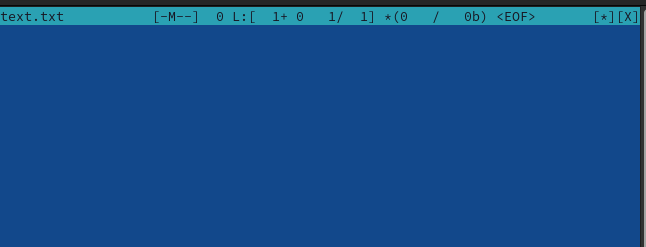 text.txt [-M--] 0 L:[ 1+ 0 1/ 1] *(0 / 0b) <EOF> [*][X]